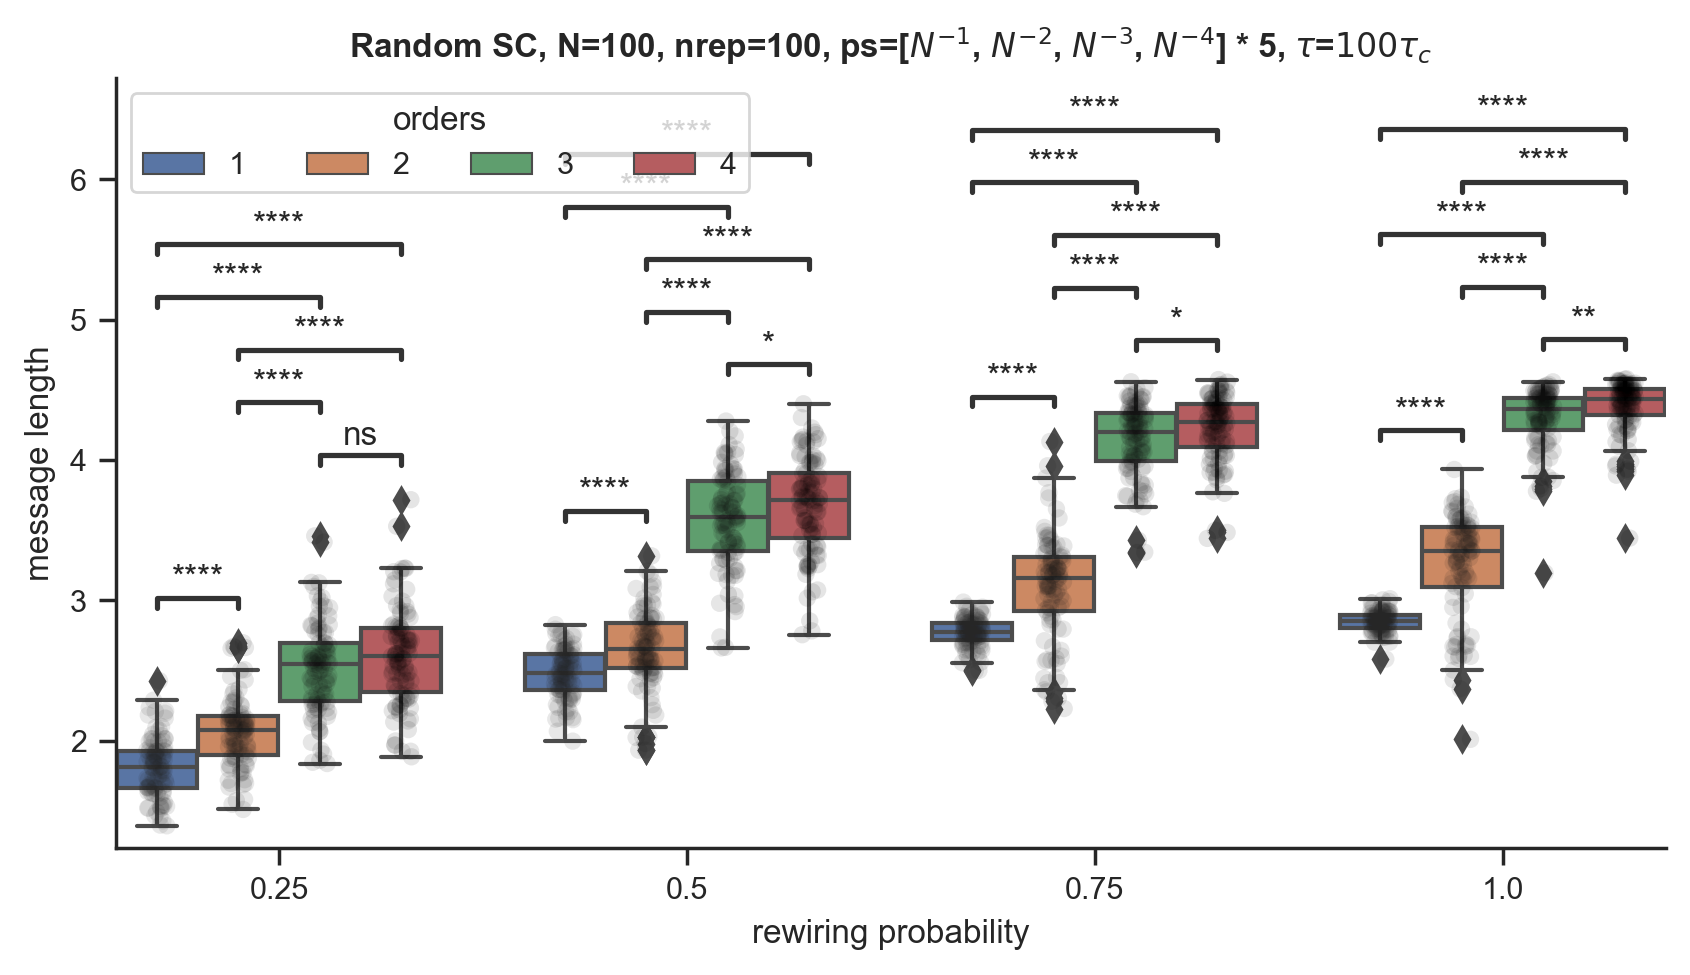 Random SC, N=100, nrep=100, ps=[N⁻¹, N⁻², N⁻³, N⁻⁴] * 5, τ=100τ_c
orders
1 2 3 4
**** **** **** **** ns ****
**** **** **** **** * ****
**** **** **** **** * ****
**** **** **** **** ** ****
6
5
4
3
2
message length
0.25 0.5 0.75 1.0
rewiring probability